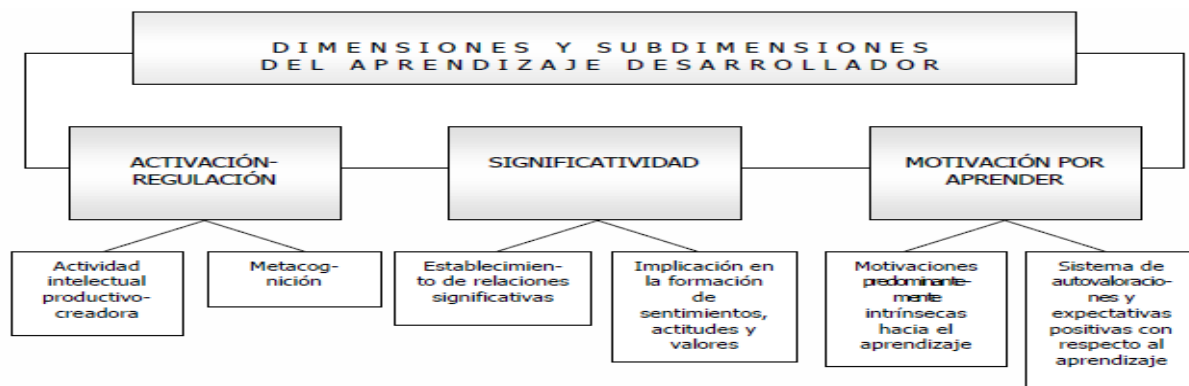 DIMENSIONES Y SUBDIMENSIONES
DEL APRENDIZAJE DESARROLLADOR
ACTIVACIÓN-
REGULACIÓN
SIGNIFICATIVIDAD
MOTIVACIÓN POR
APRENDER
Actividad
intelectual
productivo-
creadora
Metacog-
nición
Establecimien-
to de relaciones
significativas
Implicación en
la formación
de
sentimientos,
actitudes y
valores
Motivaciones
predominante-
mente
intrínsecas
hacia el
aprendizaje
Sistema de
autovaloracio-
nes y
expectativas
positivas con
respecto al
aprendizaje